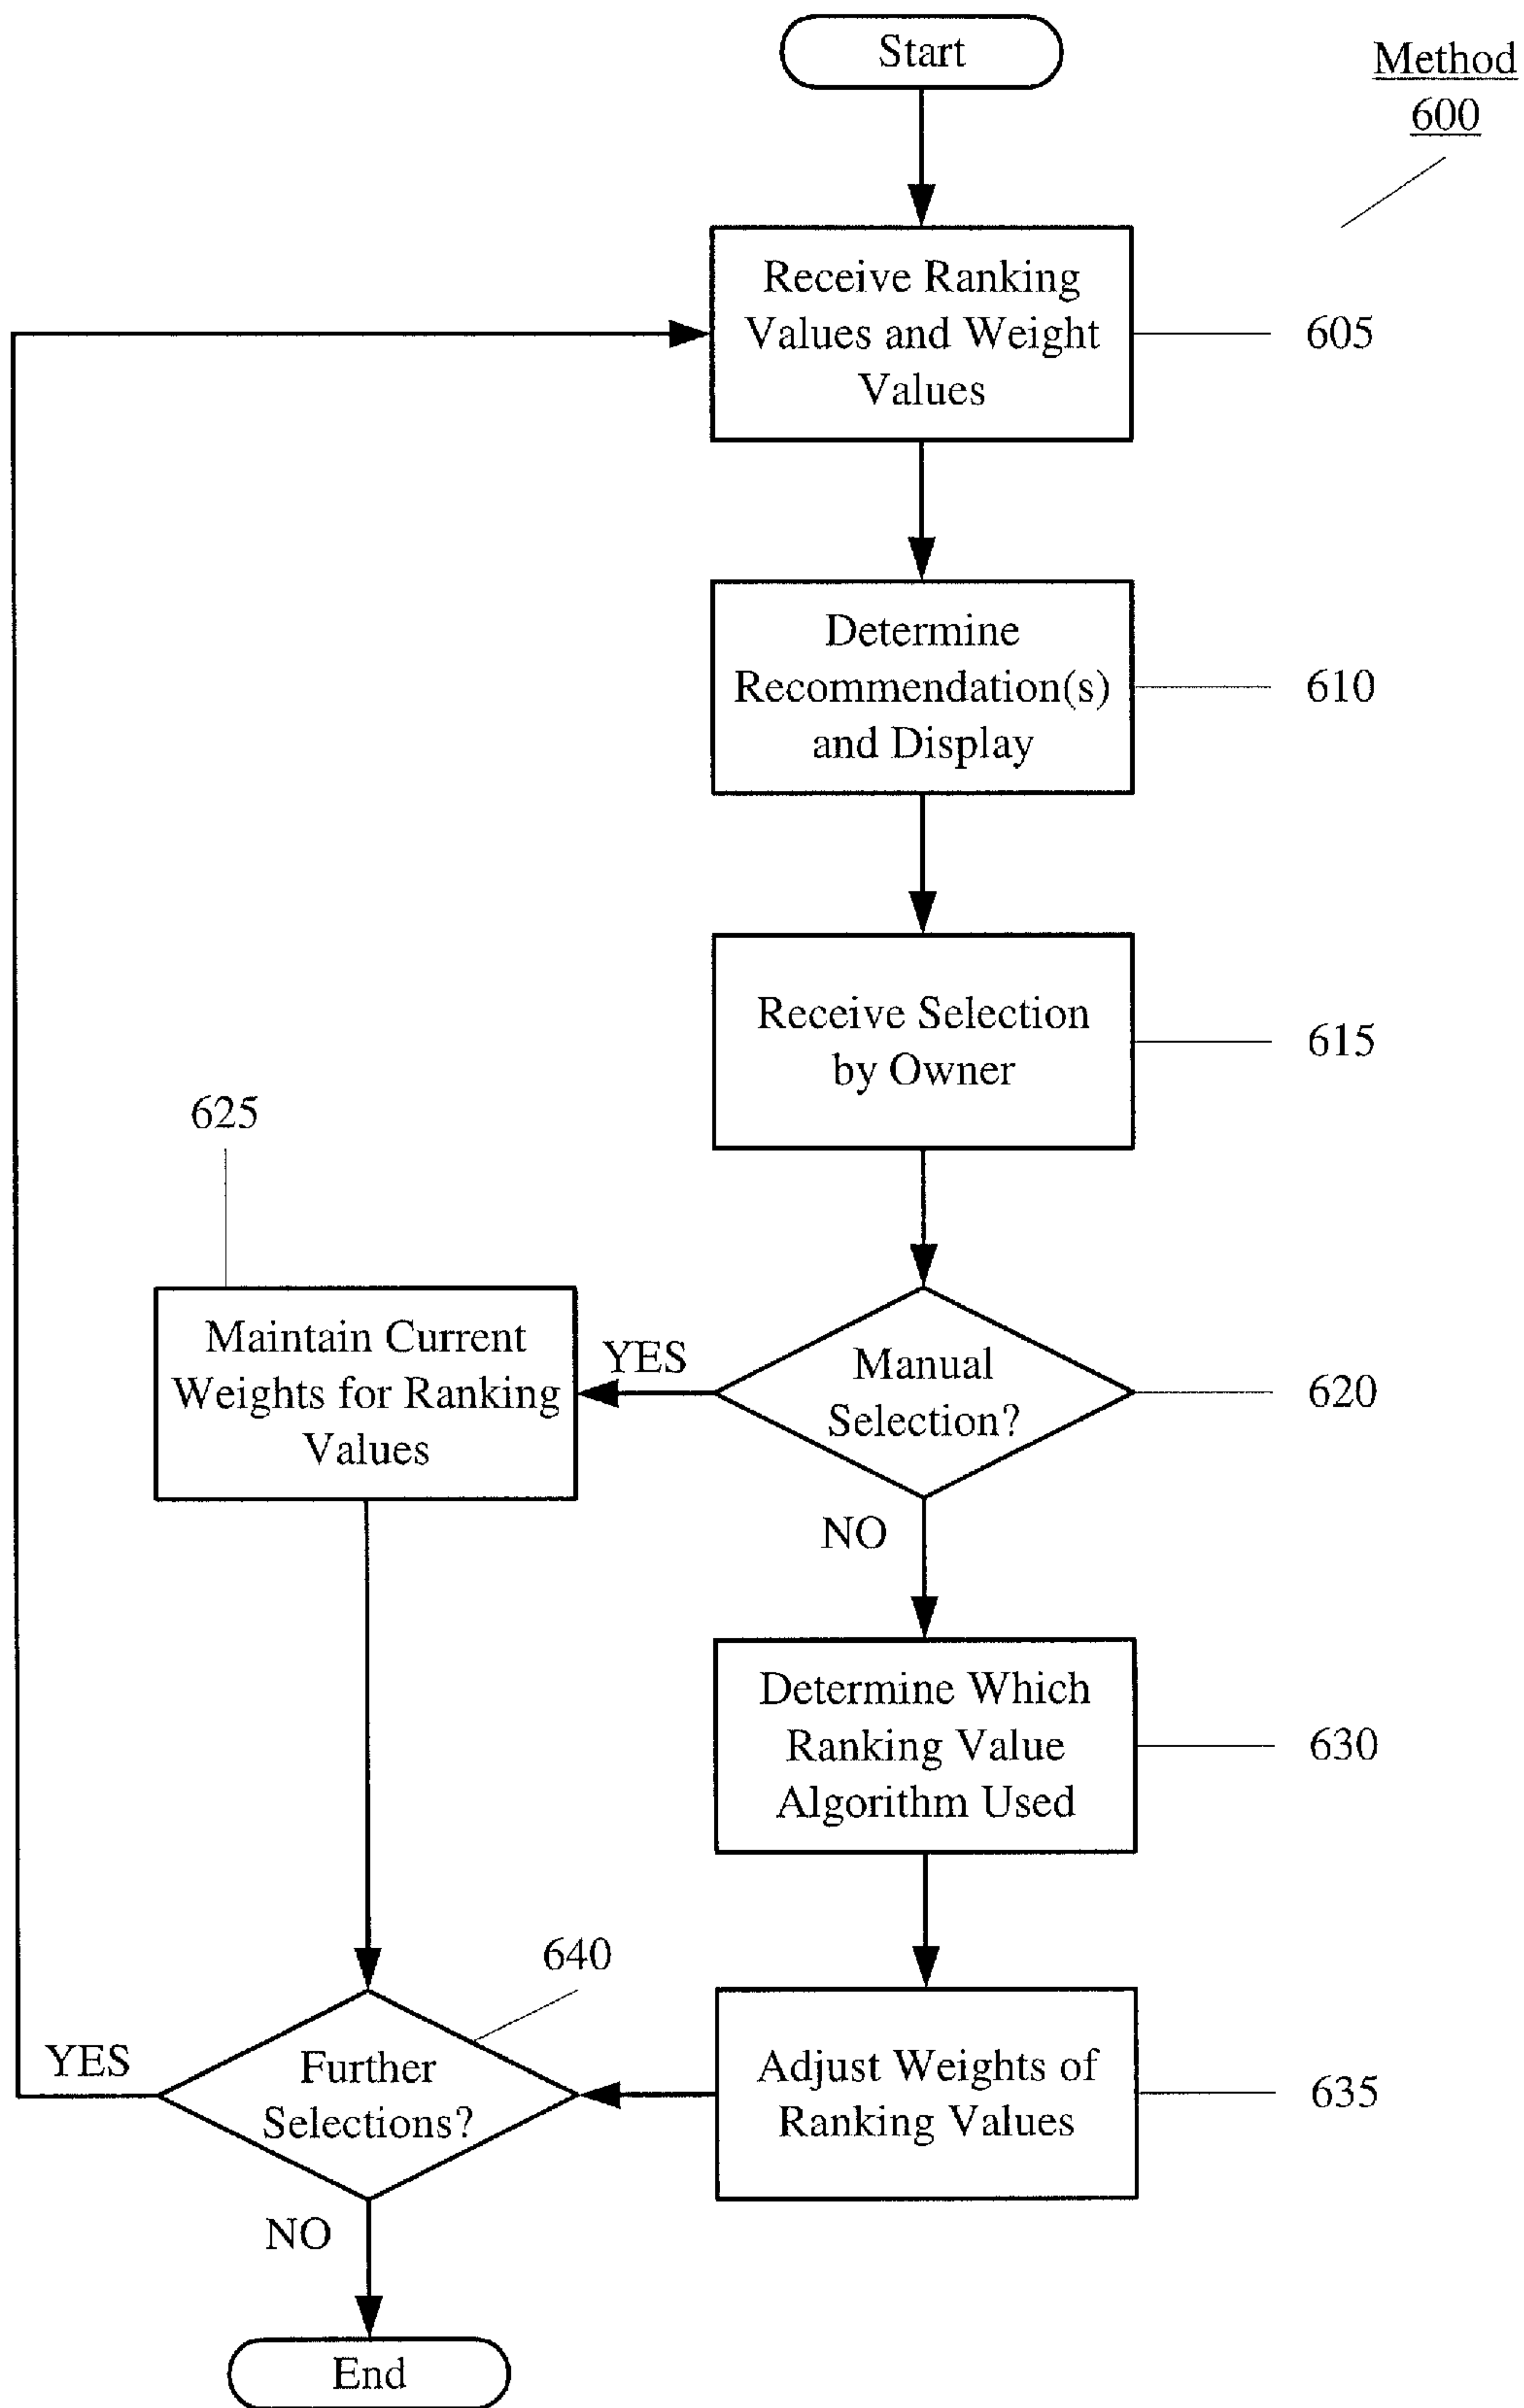 Start
Method
600
Receive Ranking
Values and Weight
Values
605
Determine
Recommendation(s)
and Display
610
Receive Selection
by Owner
615
625
Maintain Current
Weights for Ranking
Values
YES
Manual
Selection?
620
NO
Determine Which
Ranking Value
Algorithm Used
630
640
YES
Further
Selections?
Adjust Weights of
Ranking Values
635
NO
End